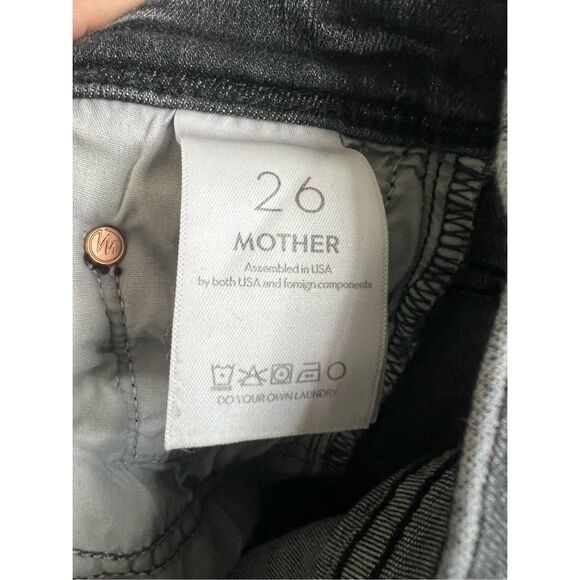 26
MOTHER
Assembled in USA
by both USA and foreign components
DO YOUR OWN LAUNDRY